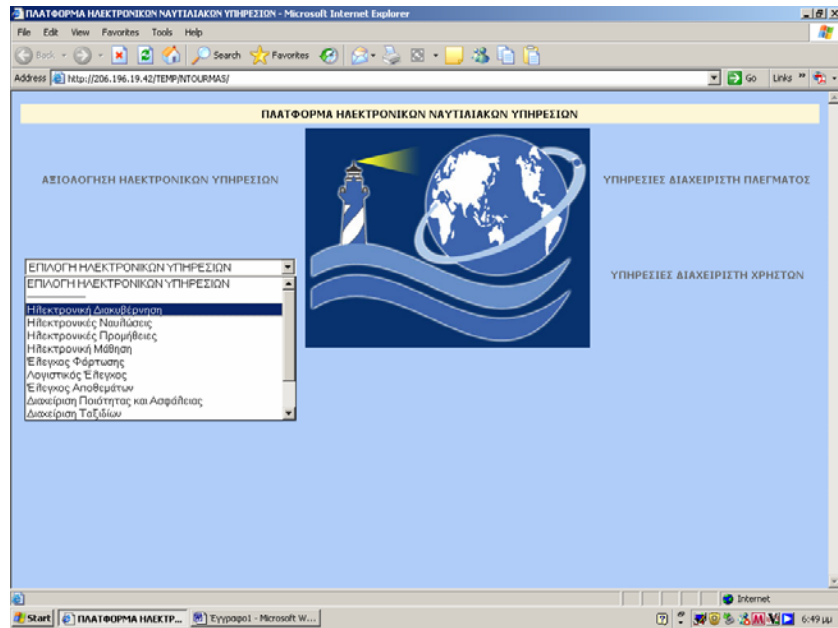 ΠΛΑΤΦΟΡΜΑ ΗΛΕΚΤΡΟΝΙΚΩΝ ΝΑΥΤΙΛΙΑΚΩΝ ΥΠΗΡΕΣΙΩΝ - Microsoft Internet Explorer
File Edit View Favorites Tools Help
Back Search Favorites
Address http://206.196.19.42/TEMP/NTOURMAS/ Go Links »
ΠΛΑΤΦΟΡΜΑ ΗΛΕΚΤΡΟΝΙΚΩΝ ΝΑΥΤΙΛΙΑΚΩΝ ΥΠΗΡΕΣΙΩΝ
ΑΞΙΟΛΟΓΗΣΗ ΗΛΕΚΤΡΟΝΙΚΩΝ ΥΠΗΡΕΣΙΩΝ
ΥΠΗΡΕΣΙΕΣ ΔΙΑΧΕΙΡΙΣΤΗ ΠΛΕΓΜΑΤΟΣ
ΥΠΗΡΕΣΙΕΣ ΔΙΑΧΕΙΡΙΣΤΗ ΧΡΗΣΤΩΝ
ΕΠΙΛΟΓΗ ΗΛΕΚΤΡΟΝΙΚΩΝ ΥΠΗΡΕΣΙΩΝ
ΕΠΙΛΟΓΗ ΗΛΕΚΤΡΟΝΙΚΩΝ ΥΠΗΡΕΣΙΩΝ
Ηλεκτρονική Διακυβέρνηση
Ηλεκτρονικές Ναυλώσεις
Ηλεκτρονικές Προμήθειες
Ηλεκτρονική Μάθηση
Έλεγχος Φόρτωσης
Λογιστικός Έλεγχος
Έλεγχος Αποθεμάτων
Διαχείριση Ποιότητας και Ασφάλειας
Διαχείριση Ταξιδίων
Internet
Start ΠΛΑΤΦΟΡΜΑ ΗΛΕΚΤΡ... Έγγραφο1 - Microsoft W... 6:49 μμ